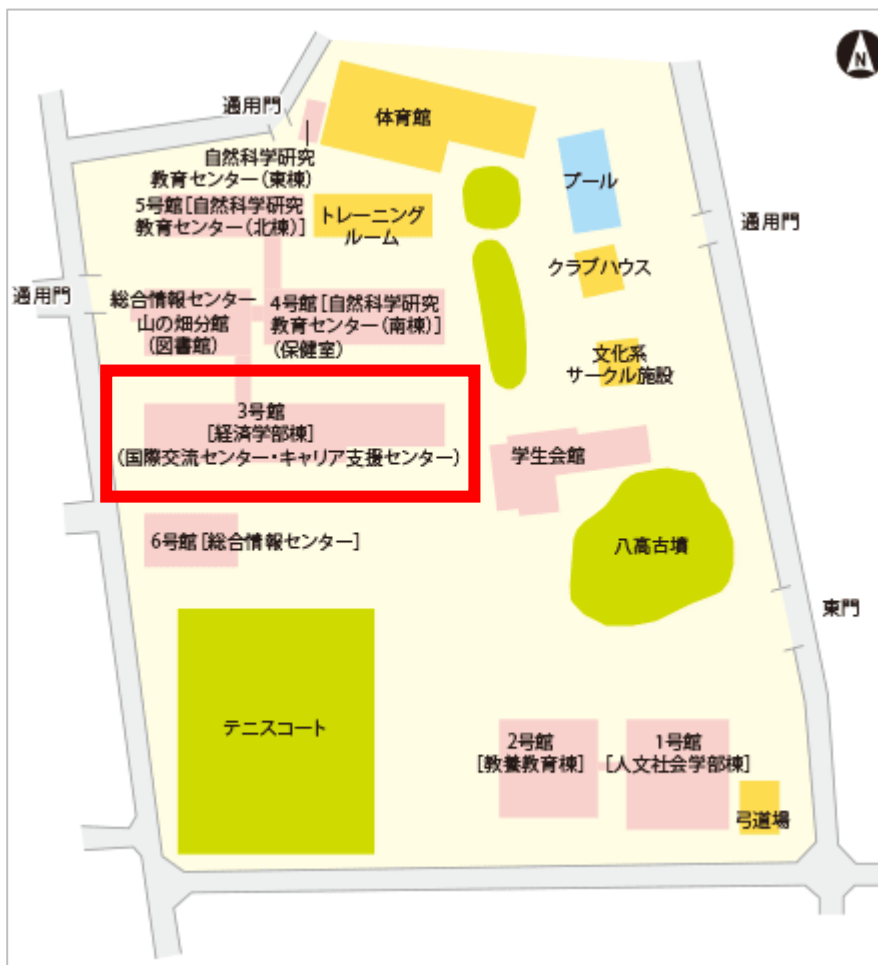 N
通用門
体育館
自然科学研究
教育センター(東棟)
プール
5号館[自然科学研究
教育センター(北棟)]
トレーニング
ルーム
通用門
クラブハウス
通用門
総合情報センター
山の畑分館
(図書館)
4号館[自然科学研究
教育センター(南棟)]
(保健室)
文化系
サークル施設
3号館
[経済学部棟]
(国際交流センター・キャリア支援センター)
学生会館
6号館[総合情報センター]
八高古墳
東門
テニスコート
2号館
[教養教育棟]
1号館
[人文社会学部棟]
弓道場